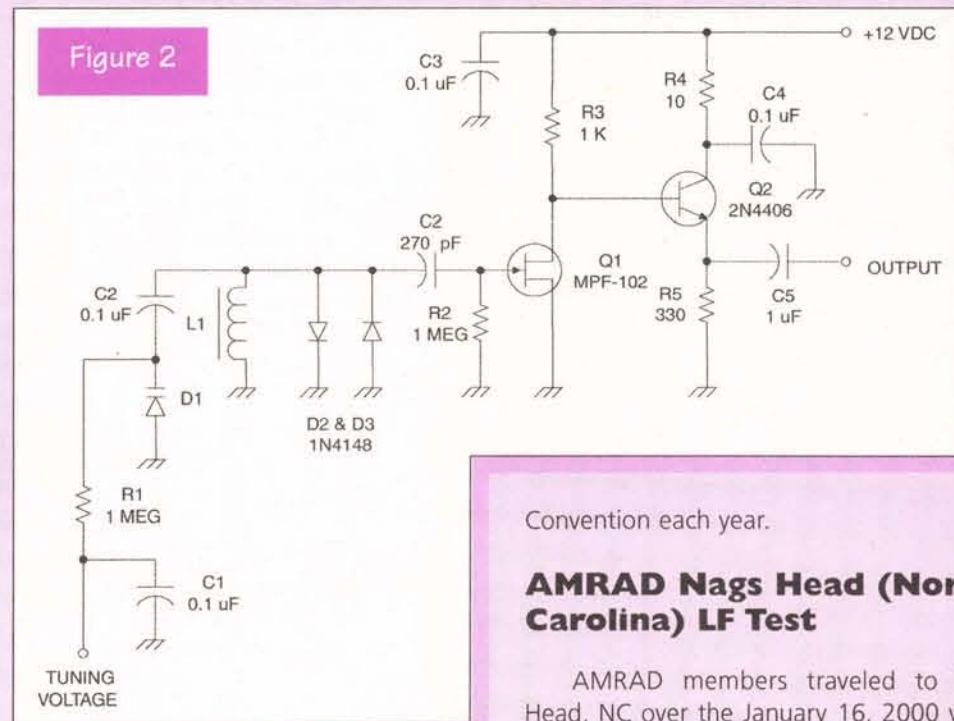 Figure 2
C3
0.1 uF
+12 VDC
R3
1 K
R4
10
C4
0.1 uF
Q2
2N4406
C2
270 pF
Q1
MPF-102
C2
0.1 uF
L1
R2
1 MEG
R5
330
C5
1 uF
OUTPUT
D1
D2 & D3
1N4148
R1
1 MEG
C1
0.1 uF
TUNING
VOLTAGE
Convention each year.
AMRAD Nags Head (Nor
Carolina) LF Test
AMRAD members traveled to
Head, NC over the January 16, 2000